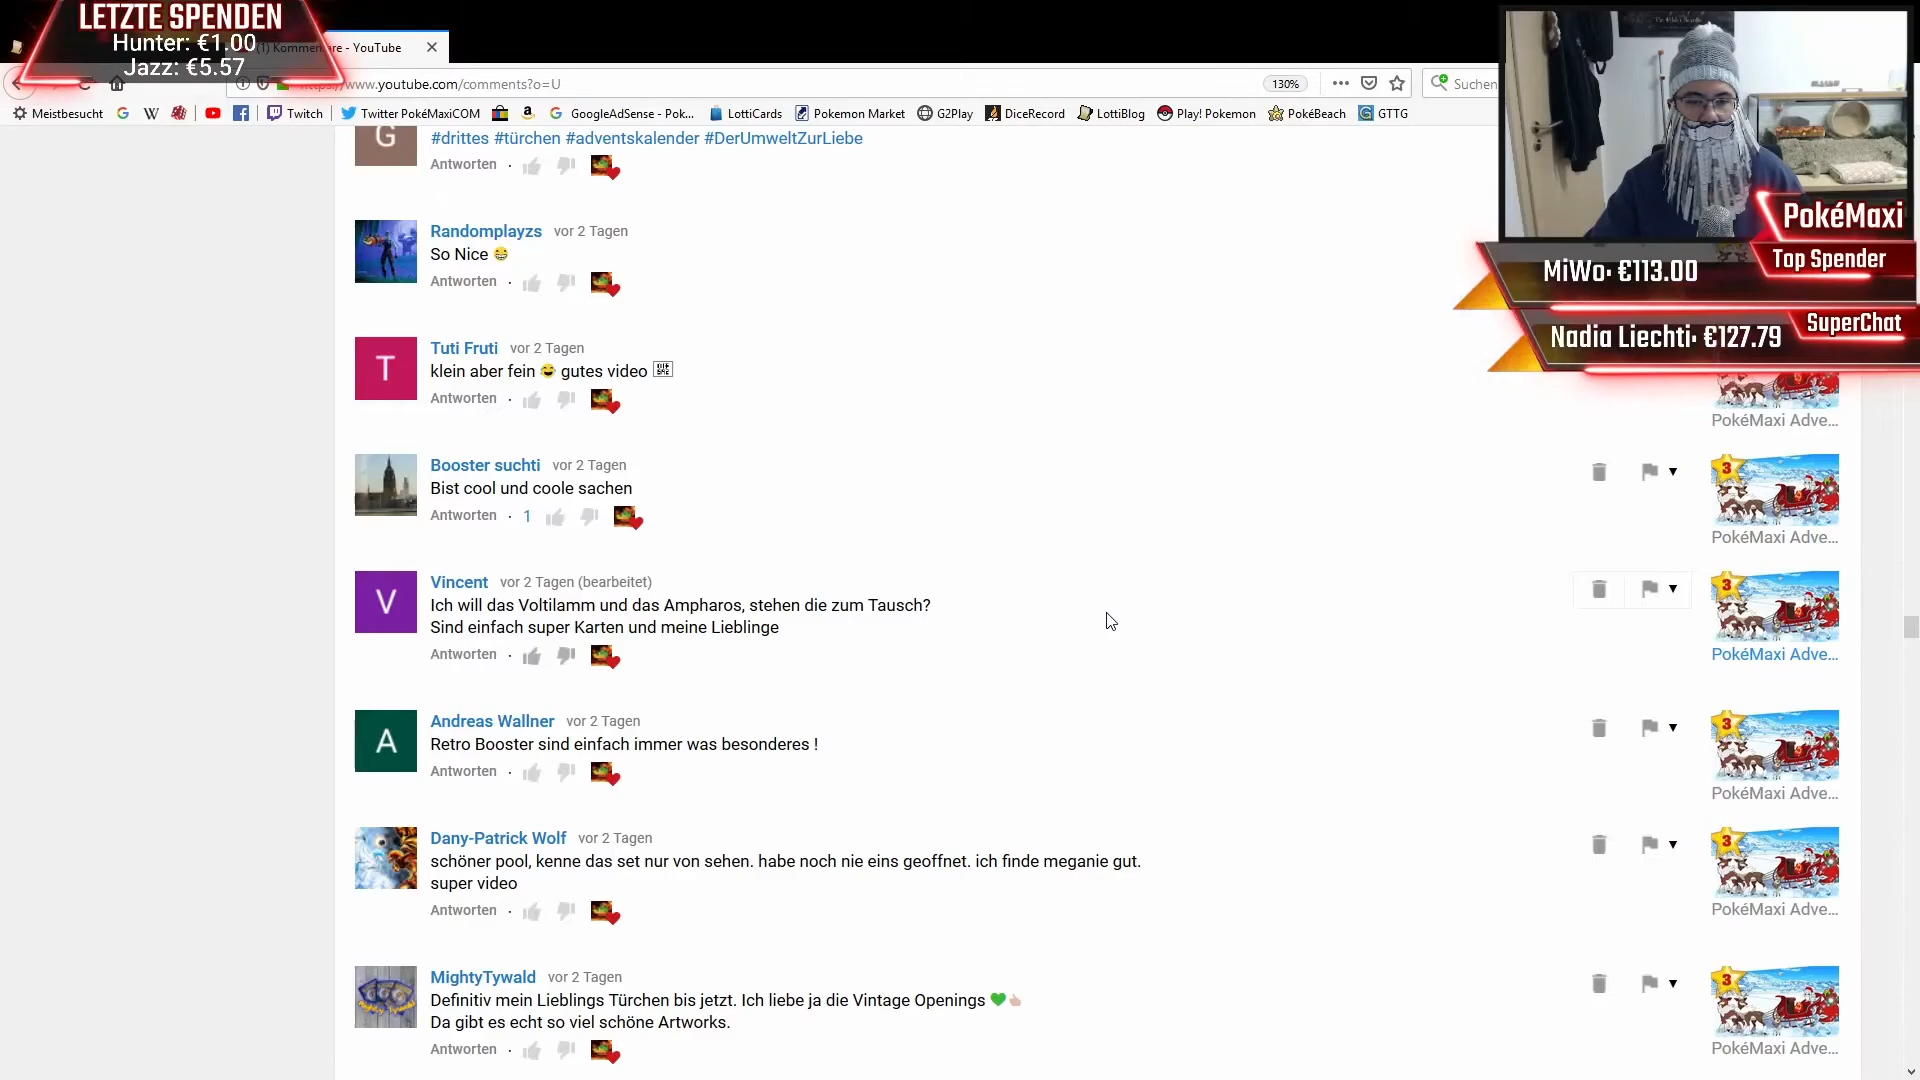 LETZTE SPENDEN
Hunter: €1.00
Jazz: €5.57
(1) Kommentare - YouTube
https://www.youtube.com/comments?o=U
130%
Suchen
Meistbesucht
Twitch
Twitter PokéMaxiCOM
GoogleAdSense - Pok...
LottiCards
Pokemon Market
G2Play
DiceRecord
LottiBlog
Play! Pokemon
PokéBeach
GTTG
PokéMaxi
Top Spender
MiWo: €113.00
SuperChat
Nadia Liechti: €127.79
G
#drittes #türchen #adventskalender #DerUmweltZurLiebe
Antworten ·
Randomplayzs vor 2 Tagen
So Nice 😂
Antworten ·
T
Tuti Fruti vor 2 Tagen
klein aber fein 😂 gutes video
Antworten ·
PokéMaxi Adve...
Booster suchti vor 2 Tagen
Bist cool und coole sachen
Antworten · 1
3
PokéMaxi Adve...
V
Vincent vor 2 Tagen (bearbeitet)
Ich will das Voltilamm und das Ampharos, stehen die zum Tausch?
Sind einfach super Karten und meine Lieblinge
Antworten ·
3
PokéMaxi Adve...
A
Andreas Wallner vor 2 Tagen
Retro Booster sind einfach immer was besonderes !
Antworten ·
3
PokéMaxi Adve...
Dany-Patrick Wolf vor 2 Tagen
schöner pool, kenne das set nur von sehen. habe noch nie eins geoffnet. ich finde meganie gut.
super video
Antworten ·
3
PokéMaxi Adve...
MightyTywald vor 2 Tagen
Definitiv mein Lieblings Türchen bis jetzt. Ich liebe ja die Vintage Openings 💚👍🏻
Da gibt es echt so viel schöne Artworks.
Antworten ·
3
PokéMaxi Adve...